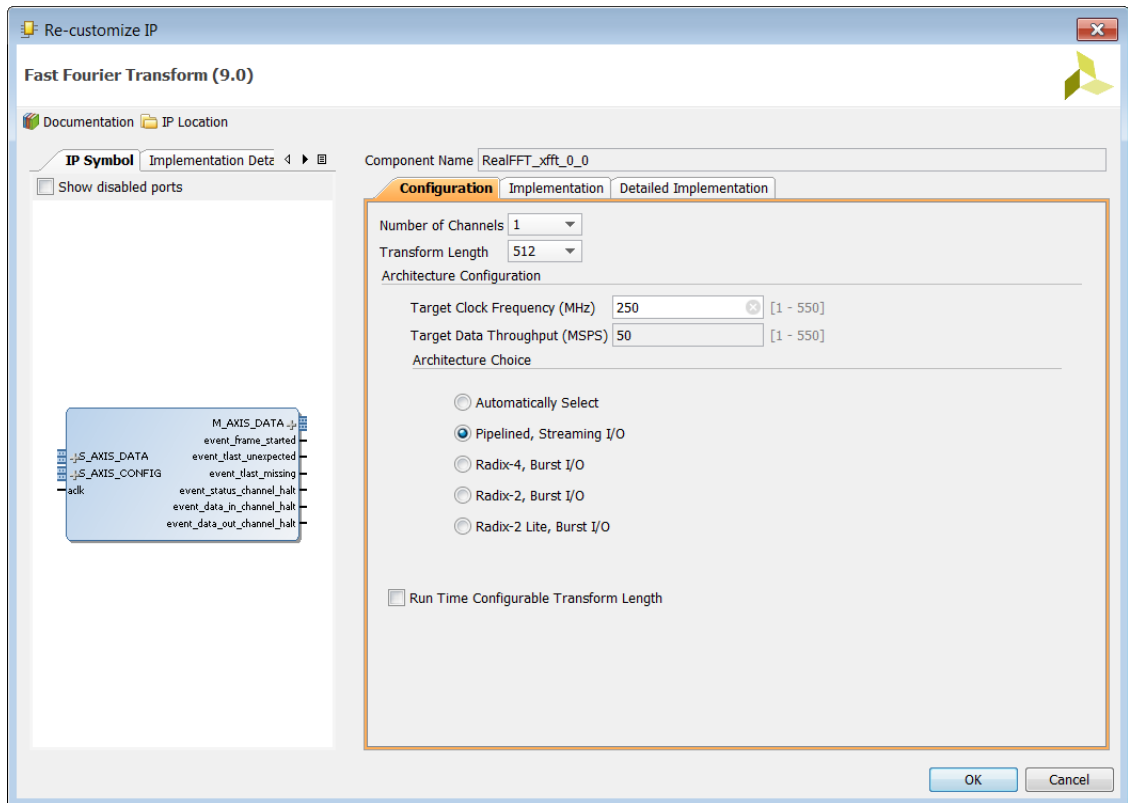 Re-customize IP
Fast Fourier Transform (9.0)
Documentation IP Location
IP Symbol Implementation Deta
Show disabled ports
M_AXIS_DATA
event_frame_started
S_AXIS_DATA event_tlast_unexpected
S_AXIS_CONFIG event_tlast_missing
aclk event_status_channel_halt
event_data_in_channel_halt
event_data_out_channel_halt
Component Name RealFFT_xfft_0_0
Configuration Implementation Detailed Implementation
Number of Channels 1
Transform Length 512
Architecture Configuration
Target Clock Frequency (MHz) 250 [1 - 550]
Target Data Throughput (MSPS) 50 [1 - 550]
Architecture Choice
Automatically Select
Pipelined, Streaming I/O
Radix-4, Burst I/O
Radix-2, Burst I/O
Radix-2 Lite, Burst I/O
Run Time Configurable Transform Length
OK Cancel